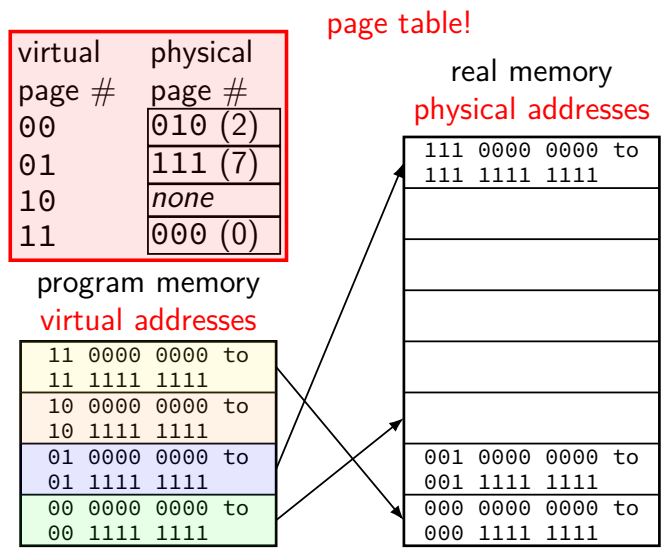 page table!
virtual physical
page # page #
00 010 (2)
01 111 (7)
10 none
11 000 (0)
program memory
virtual addresses
11 0000 0000 to
11 1111 1111
10 0000 0000 to
10 1111 1111
01 0000 0000 to
01 1111 1111
00 0000 0000 to
00 1111 1111
real memory
physical addresses
111 0000 0000 to
111 1111 1111
001 0000 0000 to
001 1111 1111
000 0000 0000 to
000 1111 1111